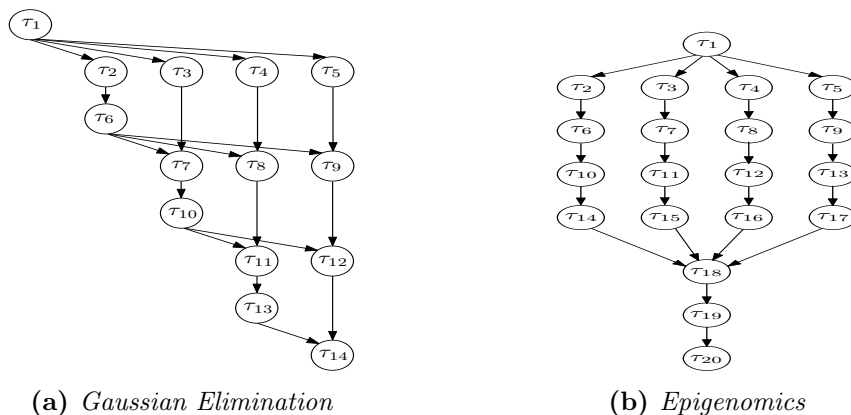 τ1
τ2 τ3 τ4 τ5
τ6
τ7 τ8 τ9
τ10
τ11 τ12
τ13
τ14
(a) Gaussian Elimination
τ1
τ2 τ3 τ4 τ5
τ6 τ7 τ8 τ9
τ10 τ11 τ12 τ13
τ14 τ15 τ16 τ17
τ18
τ19
τ20
(b) Epigenomics